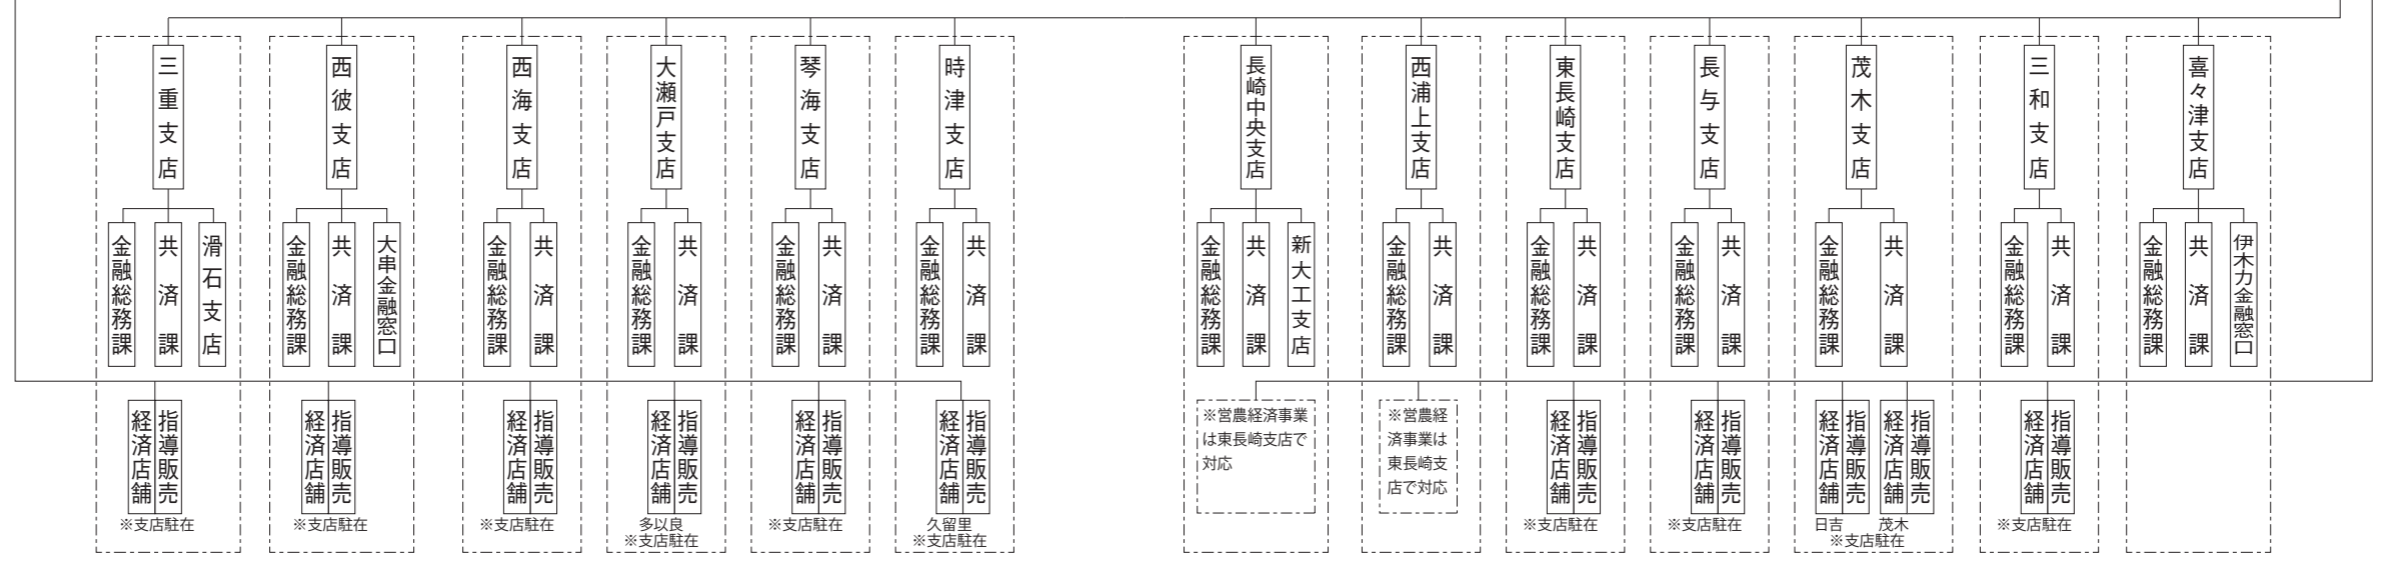 三重支店
西彼支店
西海支店
大瀬戸支店
琴海支店
時津支店
長崎中央支店
西浦上支店
東長崎支店
長与支店
茂木支店
三和支店
喜々津支店
金融総務課
共済課
滑石支店
金融総務課
共済課
大串金融窓口
金融総務課
共済課
金融総務課
共済課
金融総務課
共済課
金融総務課
共済課
金融総務課
共済課
新大工支店
金融総務課
共済課
金融総務課
共済課
金融総務課
共済課
金融総務課
共済課
金融総務課
共済課
金融総務課
共済課
伊木力金融窓口
経済店舗
指導販売
※支店駐在
経済店舗
指導販売
※支店駐在
経済店舗
指導販売
※支店駐在
経済店舗
指導販売
多以良
※支店駐在
経済店舗
指導販売
※支店駐在
経済店舗
指導販売
久留里
※支店駐在
※営農経済事業
は東長崎支店で
対応
※営農経
済事業は
東長崎支
店で対応
経済店舗
指導販売
※支店駐在
経済店舗
指導販売
※支店駐在
経済店舗
指導販売
日吉
経済店舗
指導販売
茂木
※支店駐在
経済店舗
指導販売
※支店駐在